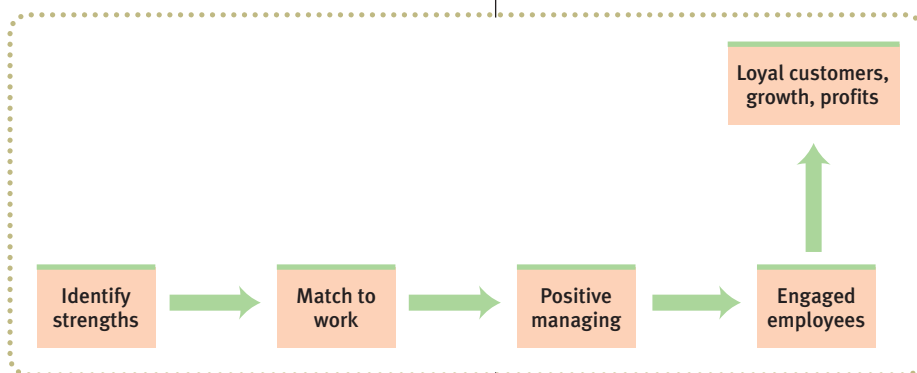 Loyal customers,
growth, profits
Identify
strengths
Match to
work
Positive
managing
Engaged
employees